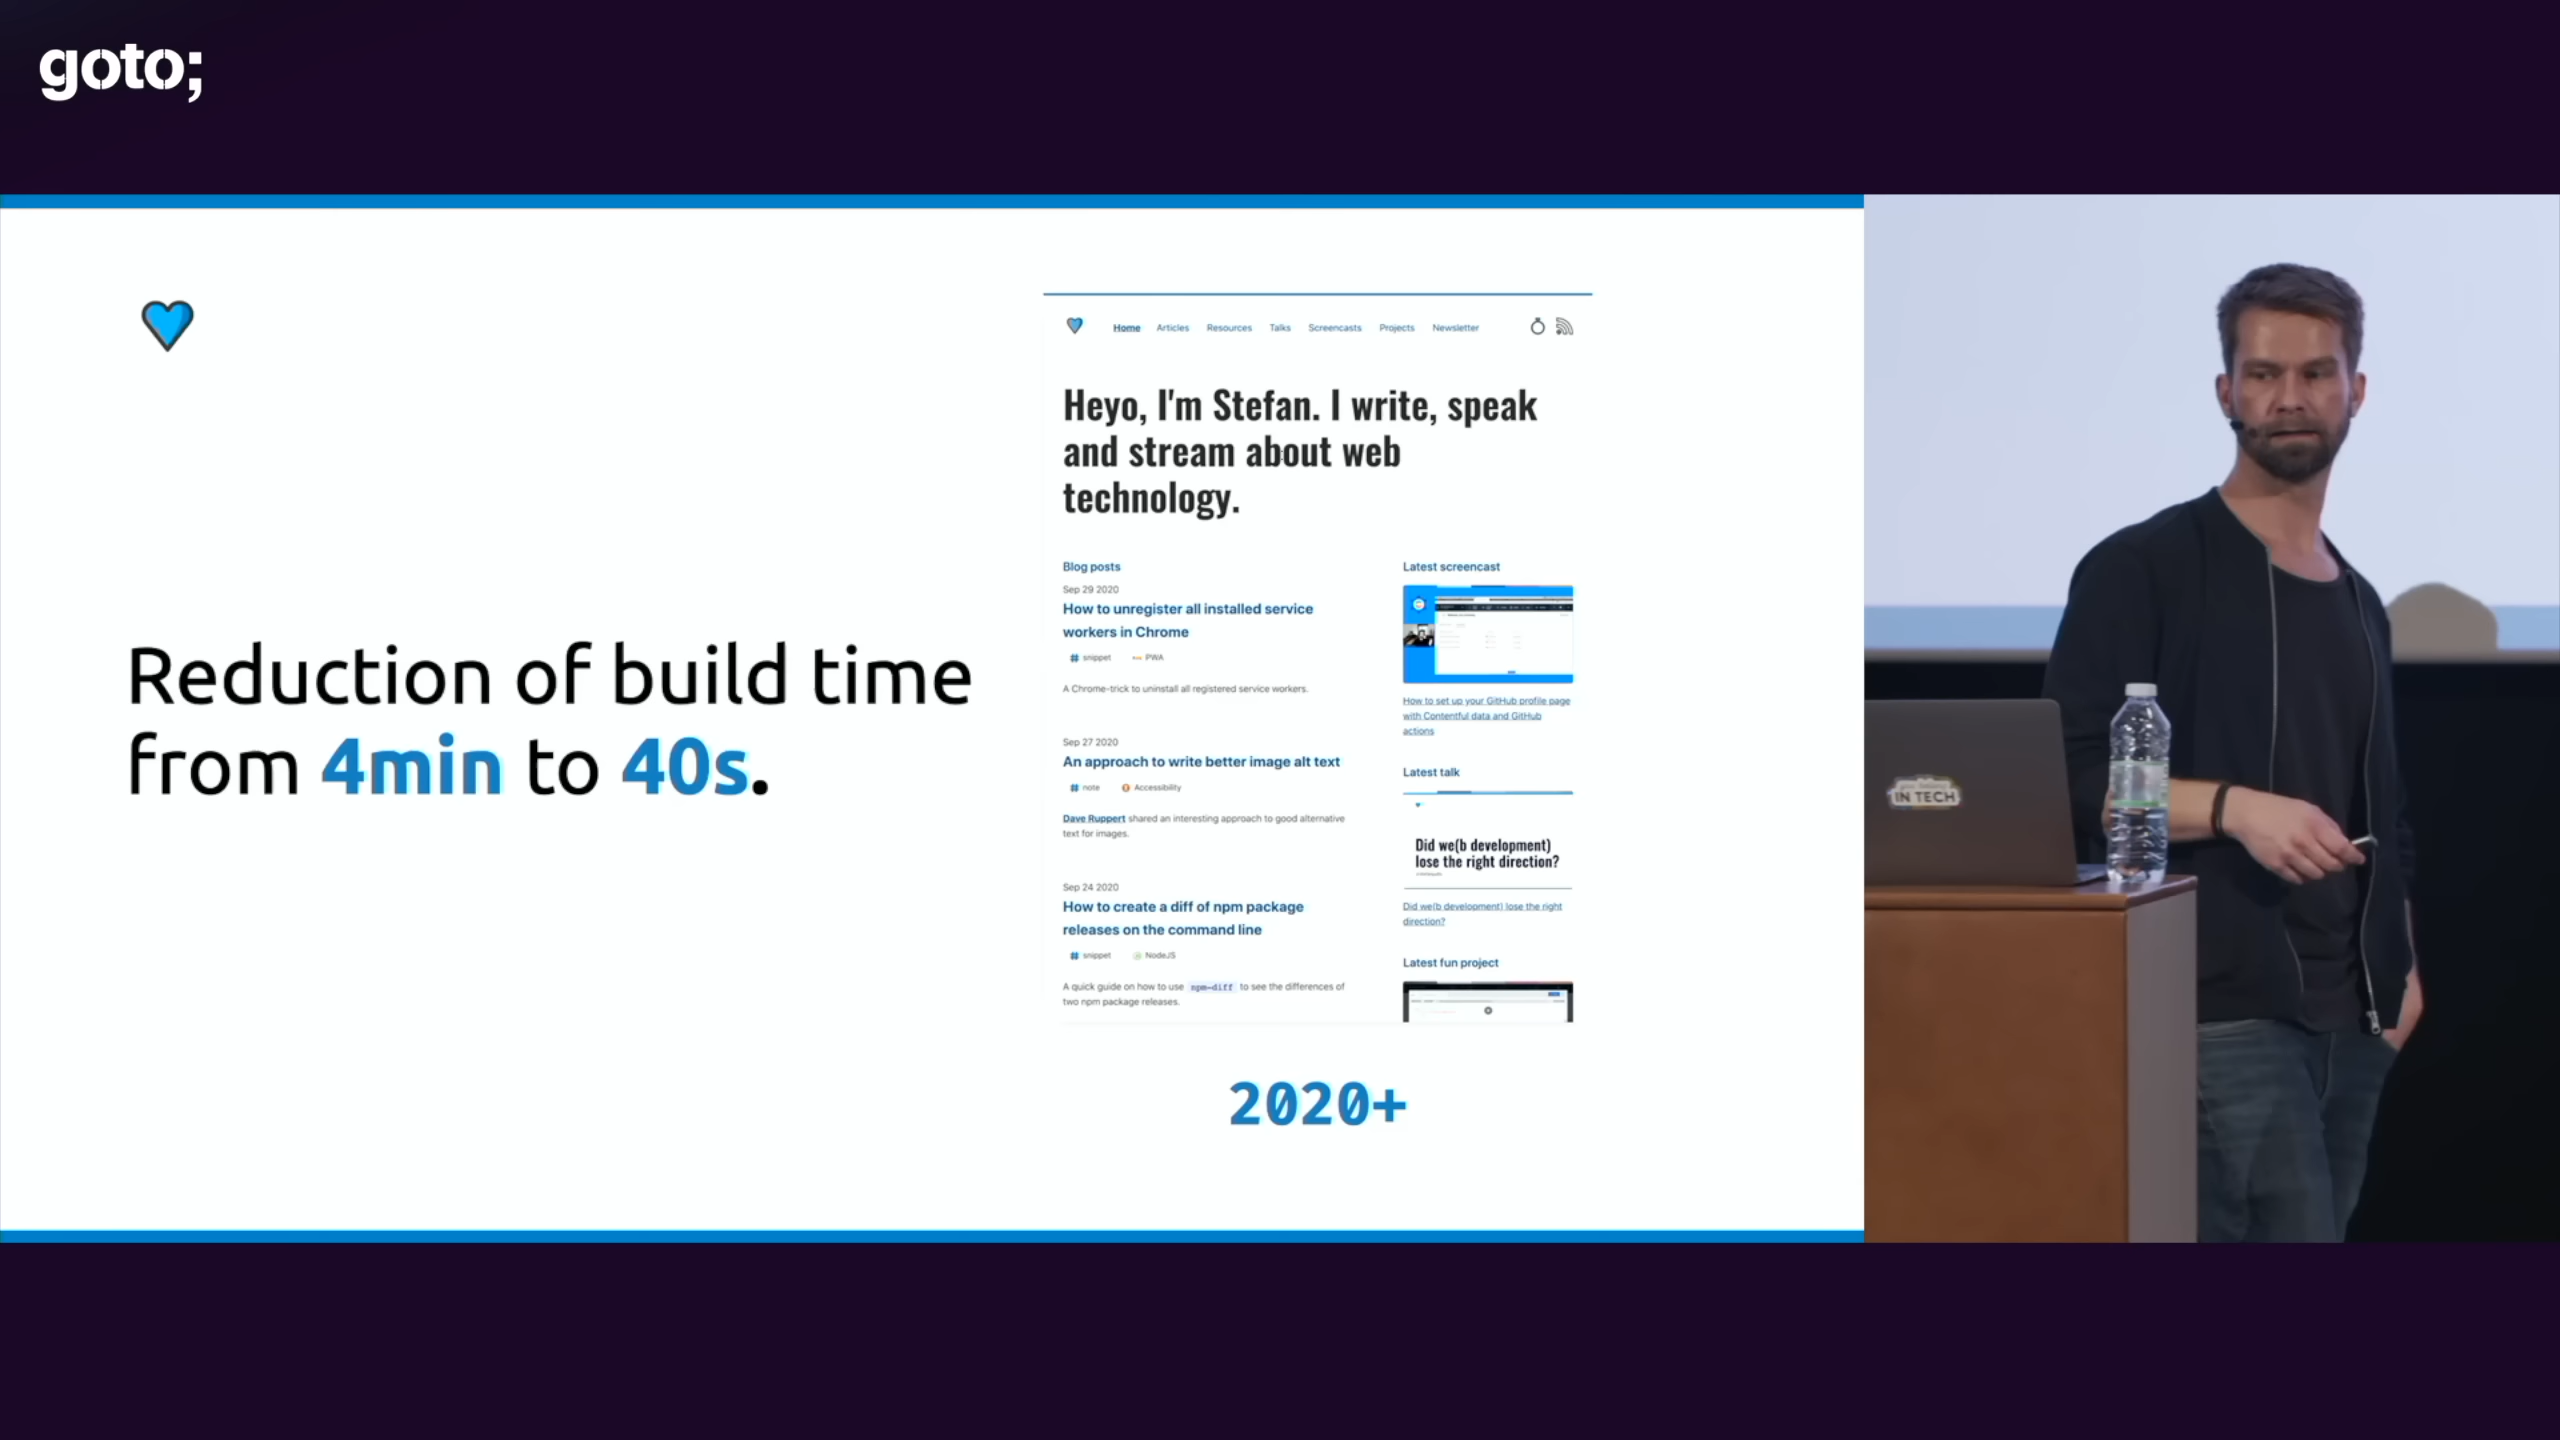 goto;
Reduction of build time
from 4min to 40s.
Home Articles Resources Talks Screencasts Projects Newsletter
Heyo, I'm Stefan. I write, speak
and stream about web
technology.
Blog posts
Sep 29 2020
How to unregister all installed service
workers in Chrome
snippet PWA
A Chrome-trick to uninstall all registered service workers.
Sep 27 2020
An approach to write better image alt text
note Accessibility
Dave Ruppert shared an interesting approach to good alternative
text for images.
Sep 24 2020
How to create a diff of npm package
releases on the command line
snippet NodeJS
A quick guide on how to use npm-diff to see the differences of
two npm package releases.
Latest screencast
How to set up your GitHub profile page
with Contentful data and GitHub
actions
Latest talk
Did we(b development)
lose the right direction?
Did we(b development) lose the right
direction?
Latest fun project
2020+
IN TECH